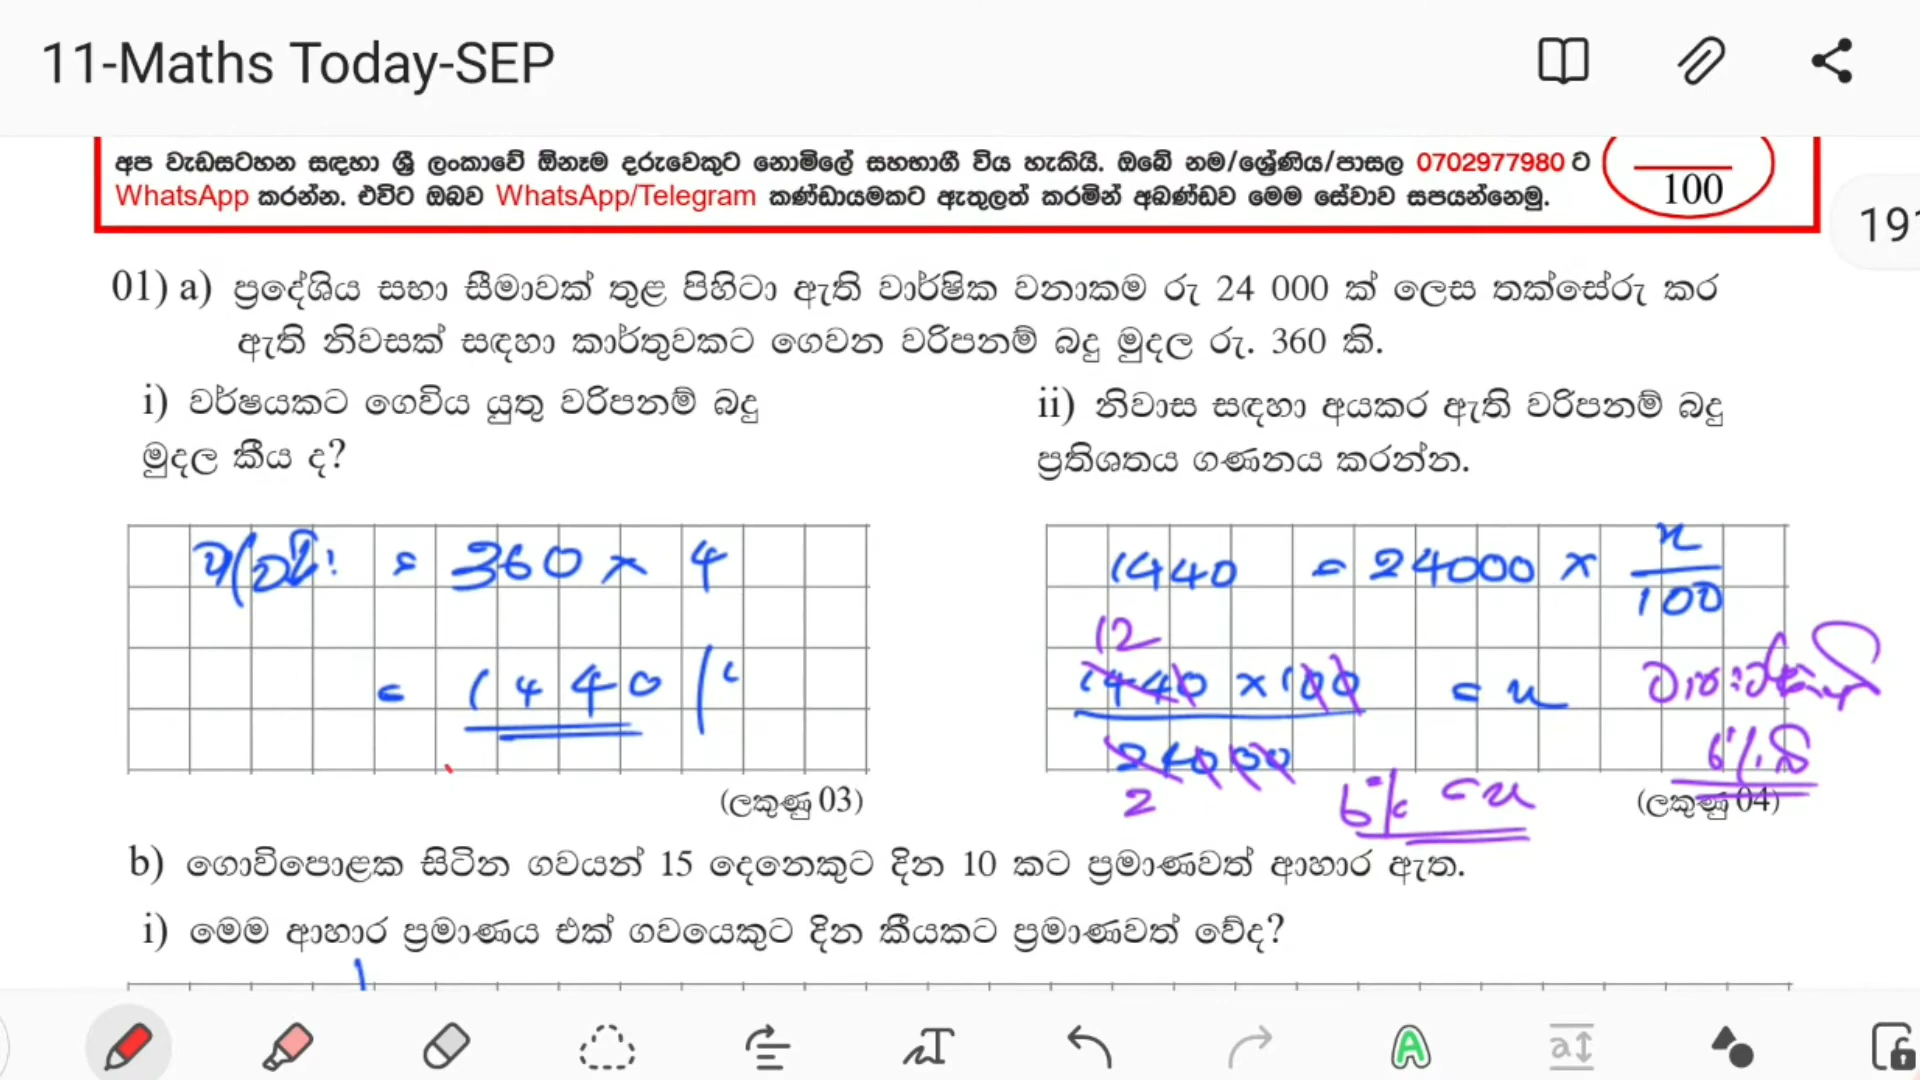 11-Maths Today-SEP
අප වැඩසටහන සඳහා ශ්‍රී ලංකාවේ ඕනෑම දරුවෙකුට නොමිලේ සහභාගී විය හැකියි. ඔබේ නම/ශ්‍රේණිය/පාසල 0702977980 ට
WhatsApp කරන්න. එවිට ඔබව WhatsApp/Telegram කණ්ඩායමකට ඇතුලත් කරමින් අඛණ්ඩව මෙම සේවාව සපයන්නෙමු.
100
191
01) a) ප්‍රදේශිය සභා සීමාවක් තුළ පිහිටා ඇති වාර්ෂික වනාකම රු 24 000 ක් ලෙස තක්සේරු කර
ඇති නිවසක් සඳහා කාර්තුවකට ගෙවන වරිපනම් බදු මුදල රු. 360 කි.
i) වර්ෂයකට ගෙවිය යුතු වරිපනම් බදු
මුදල කීය ද?
ii) නිවාස සඳහා අයකර ඇති වරිපනම් බදු
ප්‍රතිශතය ගණනය කරන්න.
= 360 × 4
= 1440
(ලකුණු 03)
1440 = 24000 × x/100
12
1440 × 100 = x
24000
2
6% = x
6% කි
(ලකුණු 04)
b) ගොවිපොළක සිටින ගවයන් 15 දෙනෙකුට දින 10 කට ප්‍රමාණවත් ආහාර ඇත.
i) මෙම ආහාර ප්‍රමාණය එක් ගවයෙකුට දින කීයකට ප්‍රමාණවත් වේද?